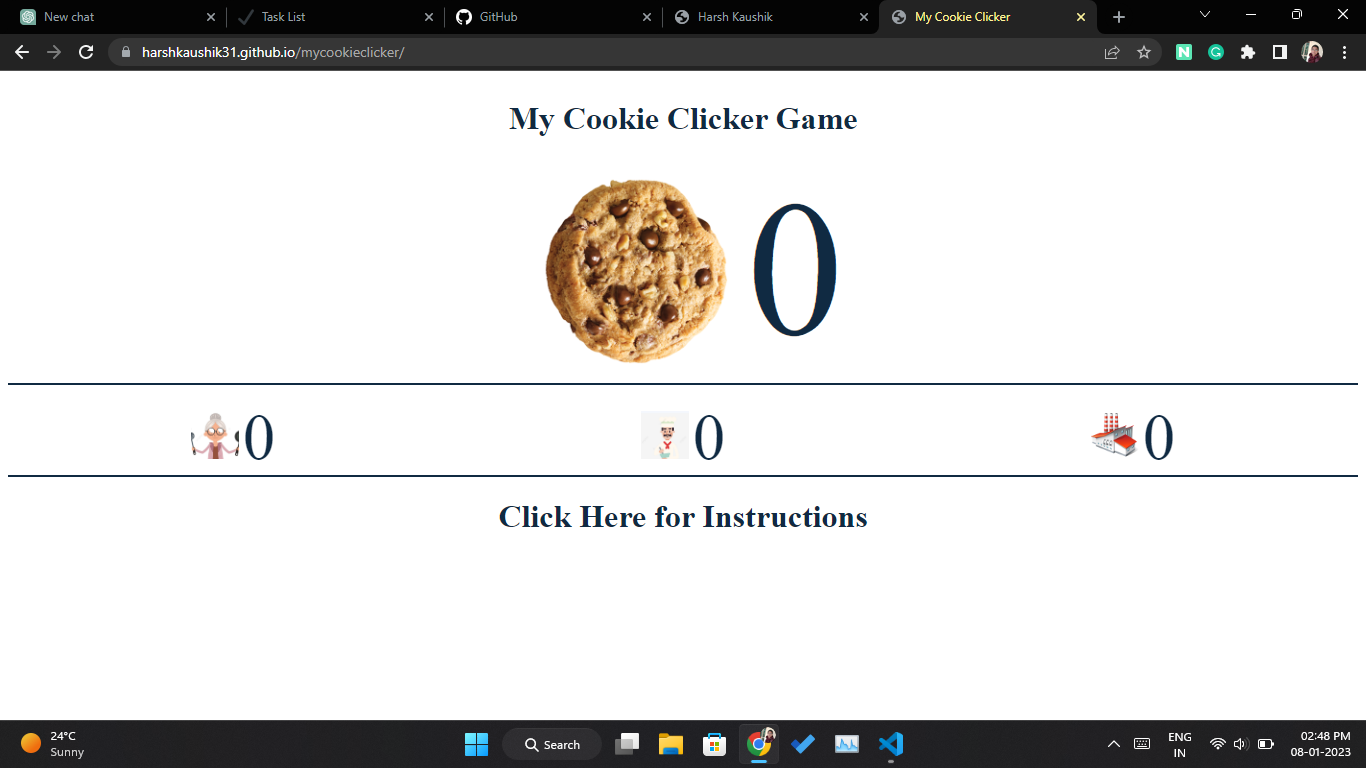 New chat
Task List
GitHub
Harsh Kaushik
My Cookie Clicker
harshkaushik31.github.io/mycookieclicker/
My Cookie Clicker Game
0
0
0
0
Click Here for Instructions
24°C
Sunny
Search
ENG
IN
02:48 PM
08-01-2023